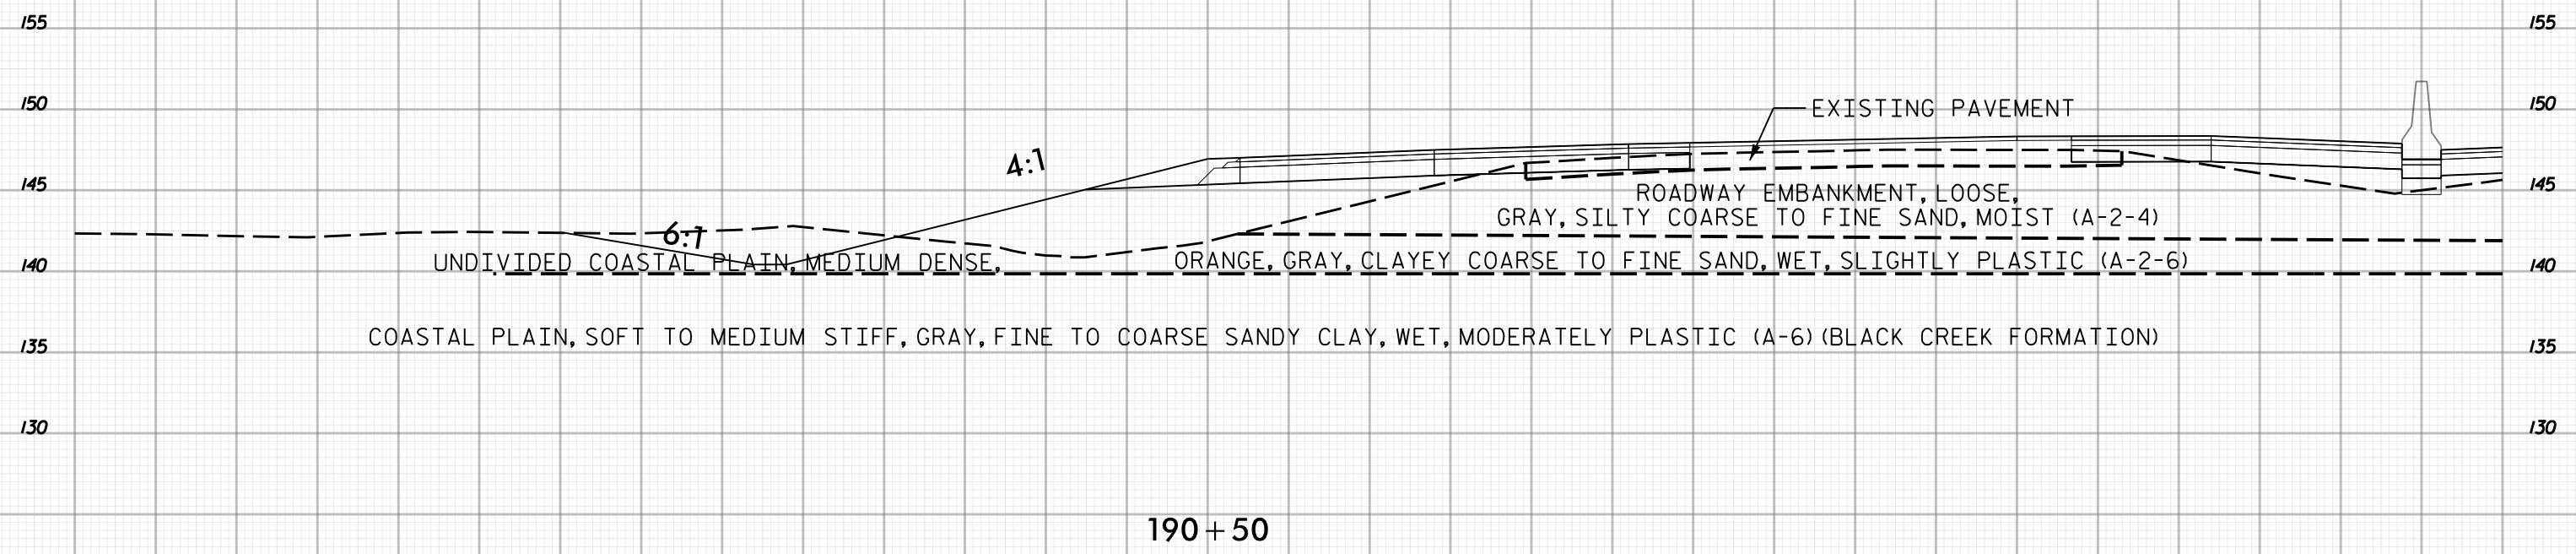 155 155
150 EXISTING PAVEMENT 150
4:1
145 ROADWAY EMBANKMENT, LOOSE, 145
GRAY, SILTY COARSE TO FINE SAND, MOIST (A-2-4)
6:1
140 UNDIVIDED COASTAL PLAIN, MEDIUM DENSE, ORANGE, GRAY, CLAYEY COARSE TO FINE SAND, WET, SLIGHTLY PLASTIC (A-2-6) 140
135 COASTAL PLAIN, SOFT TO MEDIUM STIFF, GRAY, FINE TO COARSE SANDY CLAY, WET, MODERATELY PLASTIC (A-6) (BLACK CREEK FORMATION) 135
130 130
190+50